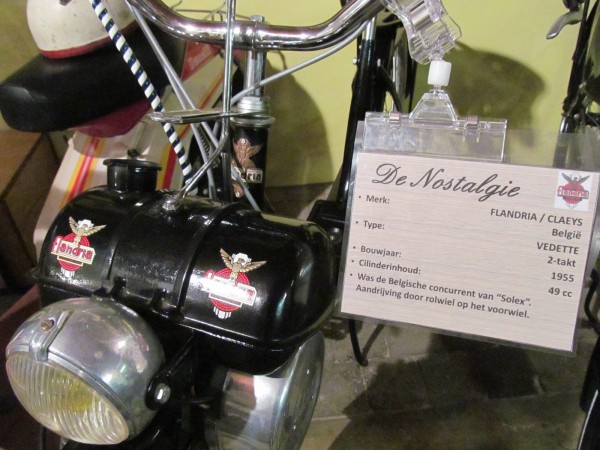 De Nostalgie
flandria
• Merk: FLANDRIA / CLAEYS
België
• Type: VEDETTE
2-takt
• Bouwjaar: 1955
• Cilinderinhoud: 49 cc
• Was de Belgische concurrent van "Solex".
Aandrijving door rolwiel op het voorwiel.
flandria
flandria